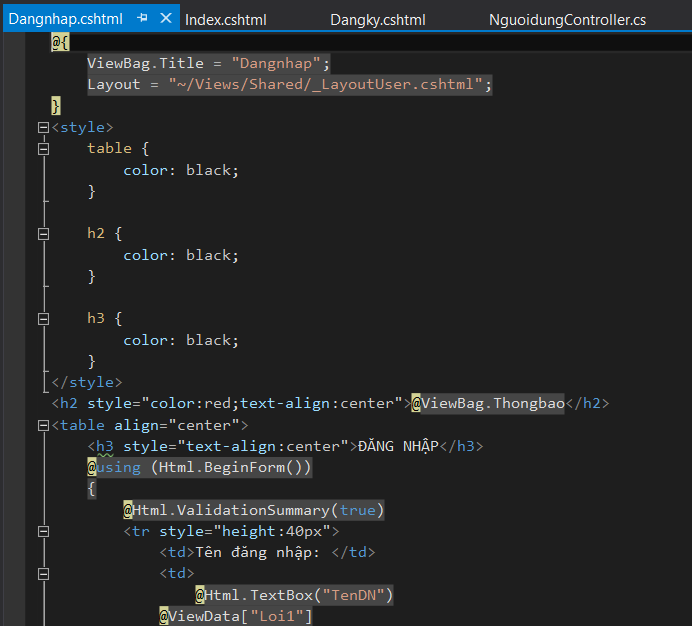 Dangnhap.cshtml Index.cshtml Dangky.cshtml NguoidungController.cs
@{
ViewBag.Title = "Dangnhap";
Layout = "~/Views/Shared/_LayoutUser.cshtml";
}
<style>
table {
color: black;
}
h2 {
color: black;
}
h3 {
color: black;
}
</style>
<h2 style="color:red;text-align:center">@ViewBag.Thongbao</h2>
<table align="center">
<h3 style="text-align:center">ĐĂNG NHẬP</h3>
@using (Html.BeginForm())
{
@Html.ValidationSummary(true)
<tr style="height:40px">
<td>Tên đăng nhập: </td>
<td>
@Html.TextBox("TenDN")
@ViewData["Loi1"]